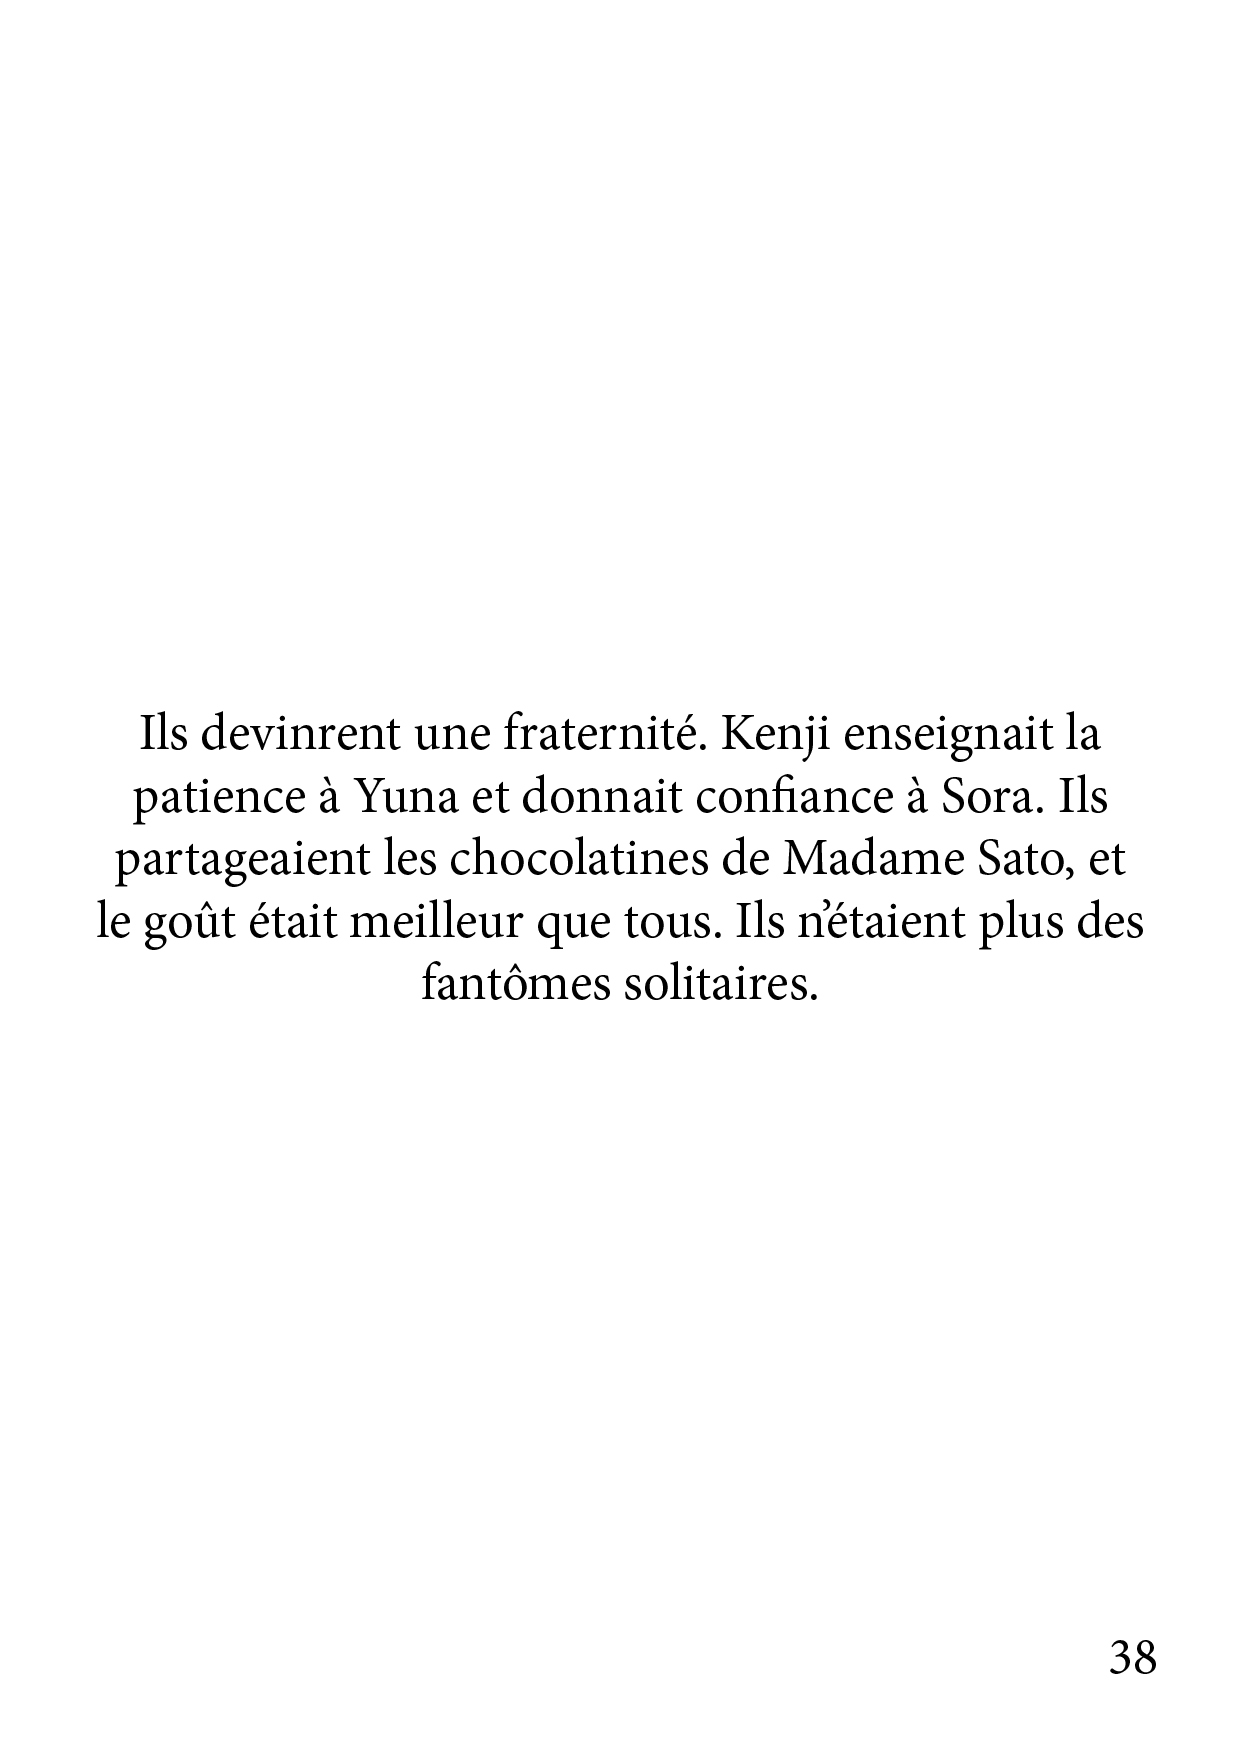 Ils devinrent une fraternité. Kenji enseignait la
patience à Yuna et donnait confiance à Sora. Ils
partageaient les chocolatines de Madame Sato, et
le goût était meilleur que tous. Ils n’étaient plus des
fantômes solitaires.
38